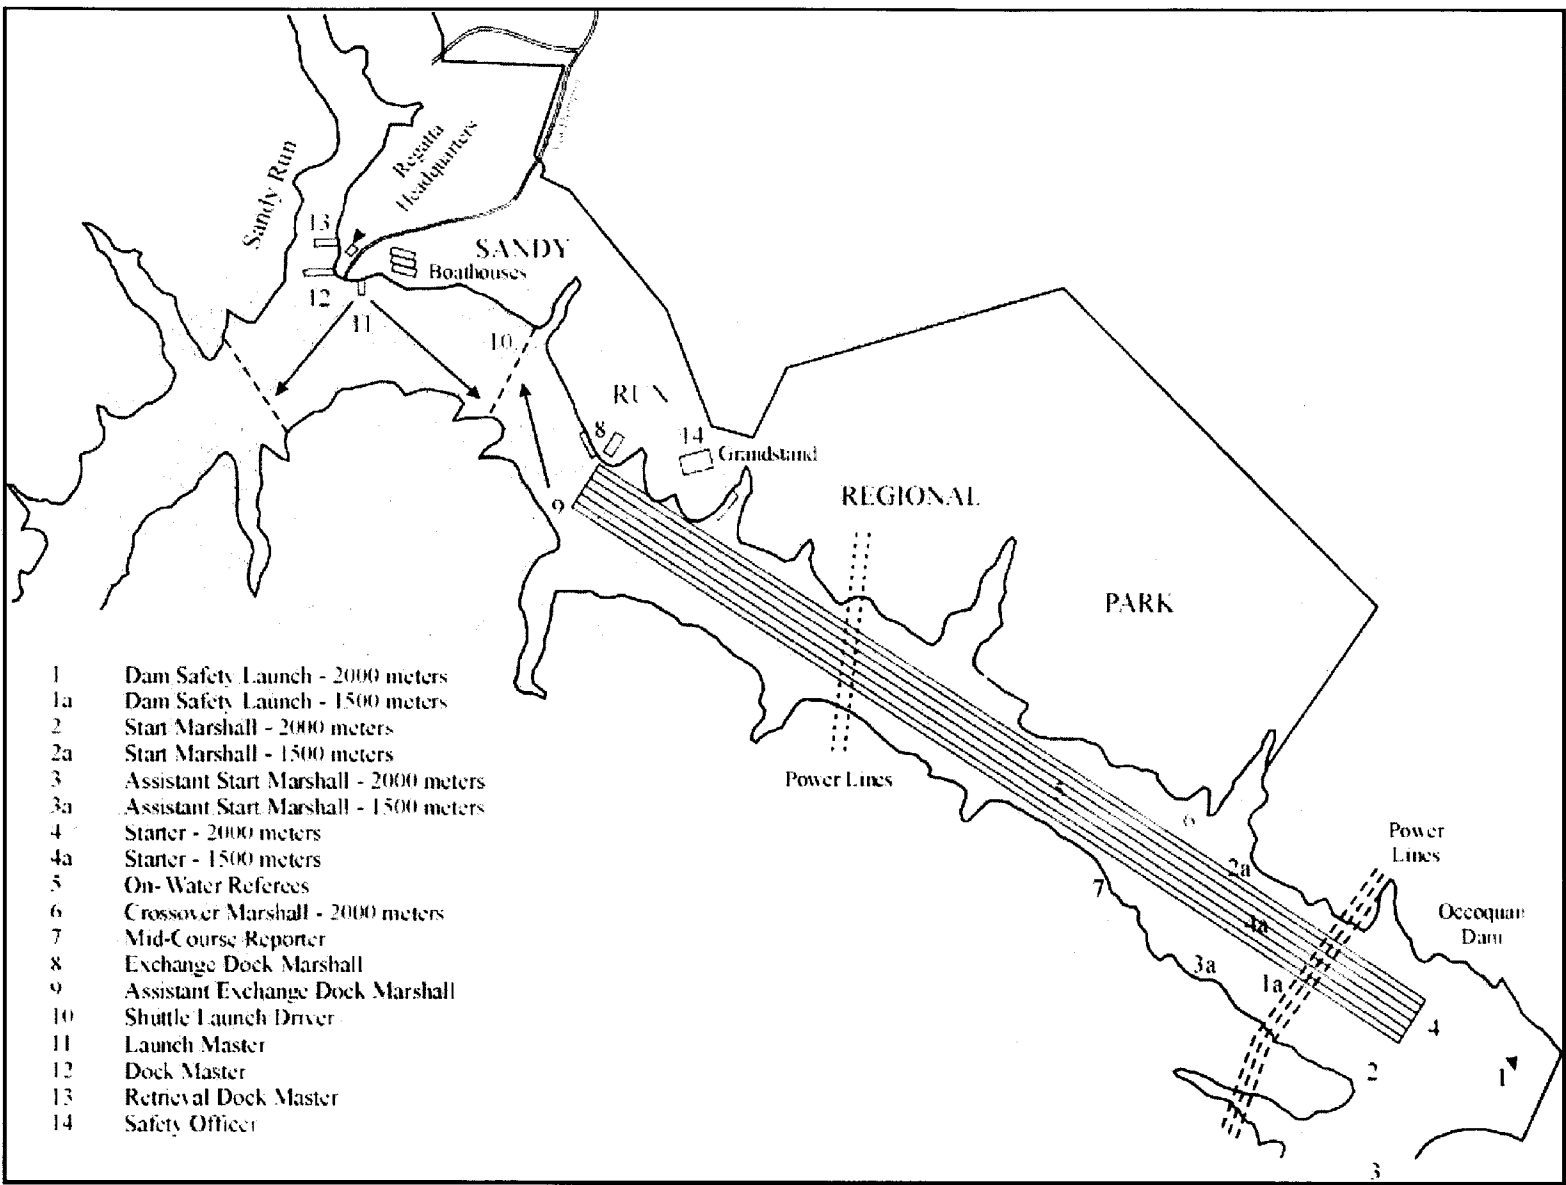 Sandy Run
Regatta
Headquarters
13
SANDY
Boathouses
12
11
10
RUN
8
14
Grandstand
9
REGIONAL
PARK
Power Lines
5
6
Power
Lines
2a
7
4a
Occoquan
Dam
3a
1a
4
2
1
3
1 Dam Safety Launch - 2000 meters
1a Dam Safety Launch - 1500 meters
2 Start Marshall - 2000 meters
2a Start Marshall - 1500 meters
3 Assistant Start Marshall - 2000 meters
3a Assistant Start Marshall - 1500 meters
4 Starter - 2000 meters
4a Starter - 1500 meters
5 On-Water Referees
6 Crossover Marshall - 2000 meters
7 Mid-Course Reporter
8 Exchange Dock Marshall
9 Assistant Exchange Dock Marshall
10 Shuttle Launch Driver
11 Launch Master
12 Dock Master
13 Retrieval Dock Master
14 Safety Officer